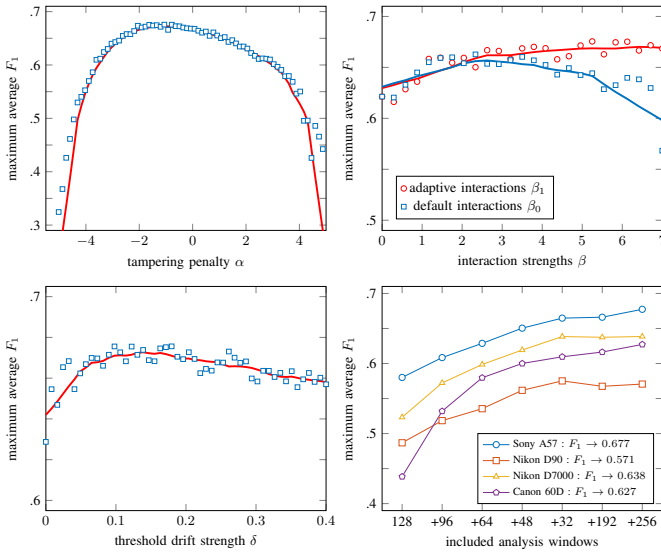 .7
.6
.5
.4
.3
−4
−2
0
2
4
tampering penalty α
maximum average F₁
.7
.6
.5
0
1
2
3
4
5
6
7
adaptive interactions β₁
default interactions β₀
interaction strengths β
maximum average F₁
.7
.6
0
0.1
0.2
0.3
0.4
threshold drift strength δ
maximum average F₁
.7
.6
.5
.4
128
+96
+64
+48
+32
+192
+256
Sony A57 : F₁ → 0.677
Nikon D90 : F₁ → 0.571
Nikon D7000 : F₁ → 0.638
Canon 60D : F₁ → 0.627
included analysis windows
maximum average F₁